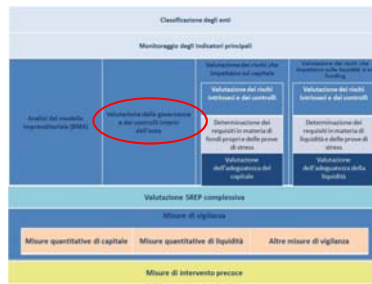 Classificazione degli enti
Monitoraggio degli indicatori principali
Analisi del modello
imprenditoriale (BMA)
Valutazione della governance
e dei controlli interni
dell'ente
Valutazione dei rischi che
impattano sul capitale
Valutazione dei rischi
intrinseci e dei controlli
Determinazione dei
requisiti in materia di
fondi propri e delle prove
di stress
Valutazione
dell'adeguatezza del
capitale
Valutazione dei rischi che
impattano sulla liquidità e sul
funding
Valutazione dei rischi
intrinseci e dei controlli
Determinazione dei
requisiti in materia di
liquidità e delle prove di
stress
Valutazione
dell'adeguatezza della
liquidità
Valutazione SREP complessiva
Misure di vigilanza
Misure quantitative di capitale
Misure quantitative di liquidità
Altre misure di vigilanza
Misure di intervento precoce